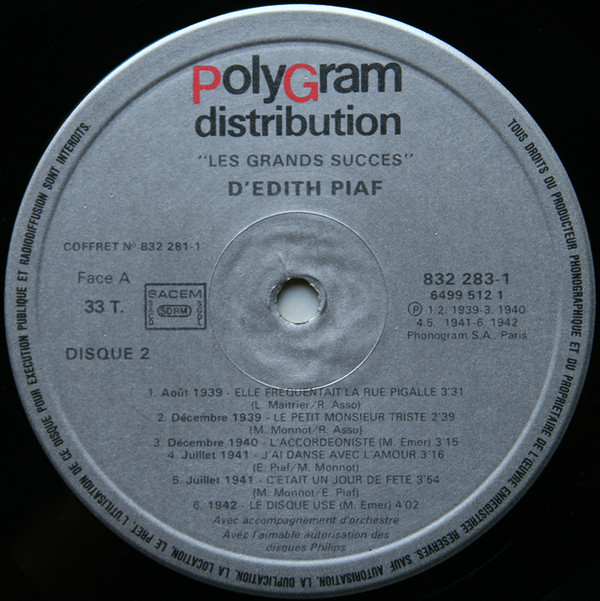 PolyGram
distribution
"LES GRANDS SUCCES"
D'EDITH PIAF
COFFRET Nº 832 281-1
Face A
33 T.
SACEM
SACD
SDRM
SGDL
DISQUE 2
832 283-1
6499 512 1
Ⓟ 1.2. 1939-3. 1940
4.5. 1941-6. 1942
Phonogram S.A., Paris
1. Août 1939 - ELLE FREQUENTAIT LA RUE PIGALLE 3'31
(L. Maitrier/R. Asso)
2. Décembre 1939 - LE PETIT MONSIEUR TRISTE 2'39
(M. Monnot/R. Asso)
3. Décembre 1940 - L'ACCORDEONISTE (M. Emer) 3'15
4. Juillet 1941 - J'AI DANSE AVEC L'AMOUR 3'16
(E. Piaf/M. Monnot)
5. Juillet 1941 - C'ETAIT UN JOUR DE FETE 3'54
(M. Monnot/E. Piaf)
6. 1942 - LE DISQUE USE (M. Emer) 4'02
Avec accompagnement d'orchestre
Avec l'aimable autorisation des
disques Philips
TOUS DROITS DU PRODUCTEUR PHONOGRAPHIQUE ET DU PROPRIETAIRE DE L'ŒUVRE ENREGISTREE RESERVES. SAUF AUTORISATION, LA DUPLICATION, LA LOCATION, LE PRET, L'UTILISATION DE CE DISQUE POUR EXECUTION PUBLIQUE ET RADIODIFFUSION SONT INTERDITS.